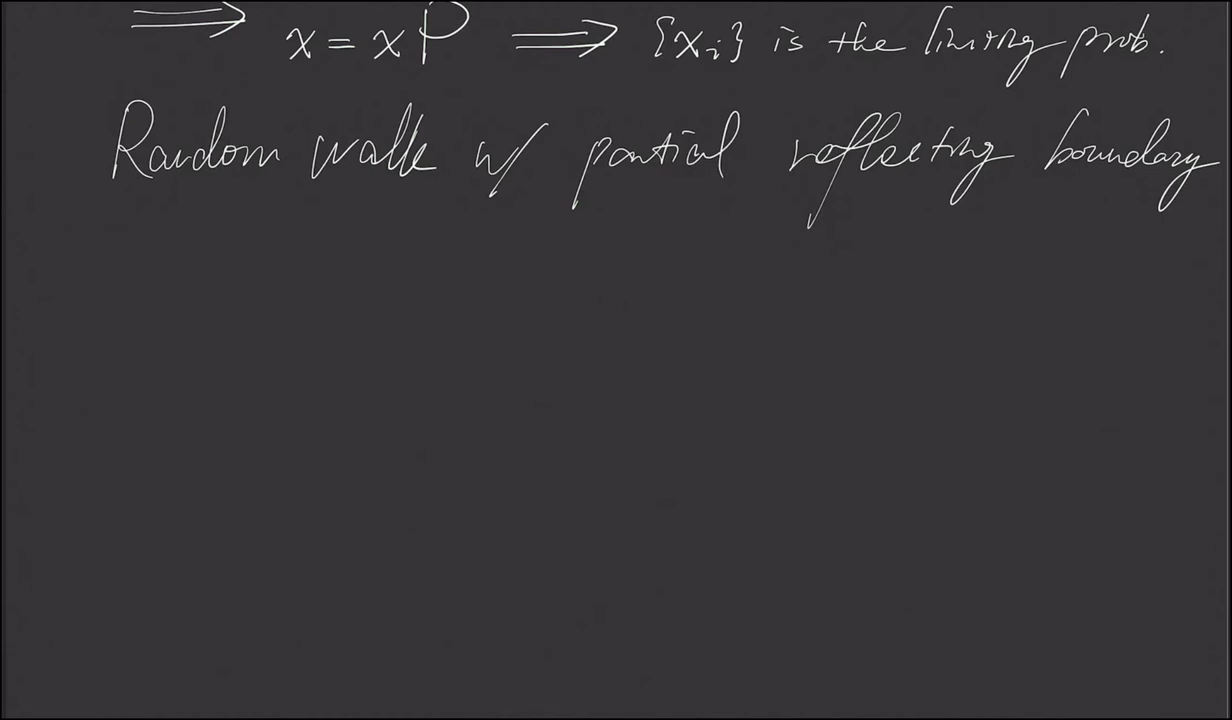 ⟹ x = xP ⟹ {xᵢ} is the limiting prob.
Random walk w/ partial reflecting boundary